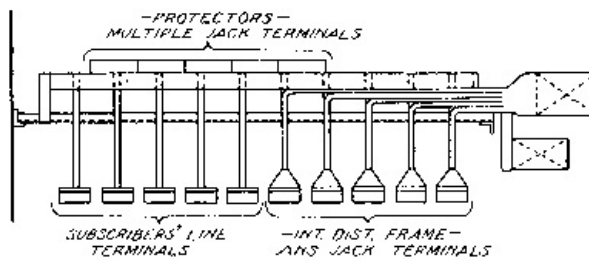 —PROTECTORS—
MULTIPLE JACK TERMINALS
SUBSCRIBERS' LINE
TERMINALS
—INT. DIST. FRAME—
ANS JACK TERMINALS